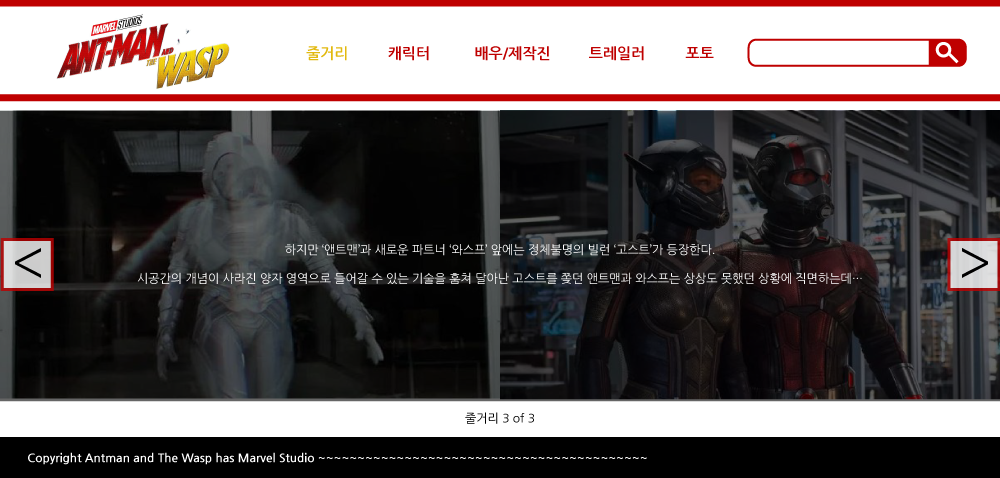 MARVEL STUDIOS
ANT-MAN
AND
THE WASP
줄거리 캐릭터 배우/제작진 트레일러 포토
하지만 ‘앤트맨’과 새로운 파트너 ‘와스프’ 앞에는 정체불명의 빌런 ‘고스트’가 등장한다.
< >
시공간의 개념이 사라진 양자 영역으로 들어갈 수 있는 기술을 훔쳐 달아난 고스트를 쫓던 앤트맨과 와스프는 상상도 못했던 상황에 직면하는데…
줄거리 3 of 3
Copyright Antman and The Wasp has Marvel Studio ~~~~~~~~~~~~~~~~~~~~~~~~~~~~~~~~~~~~~~~~~~